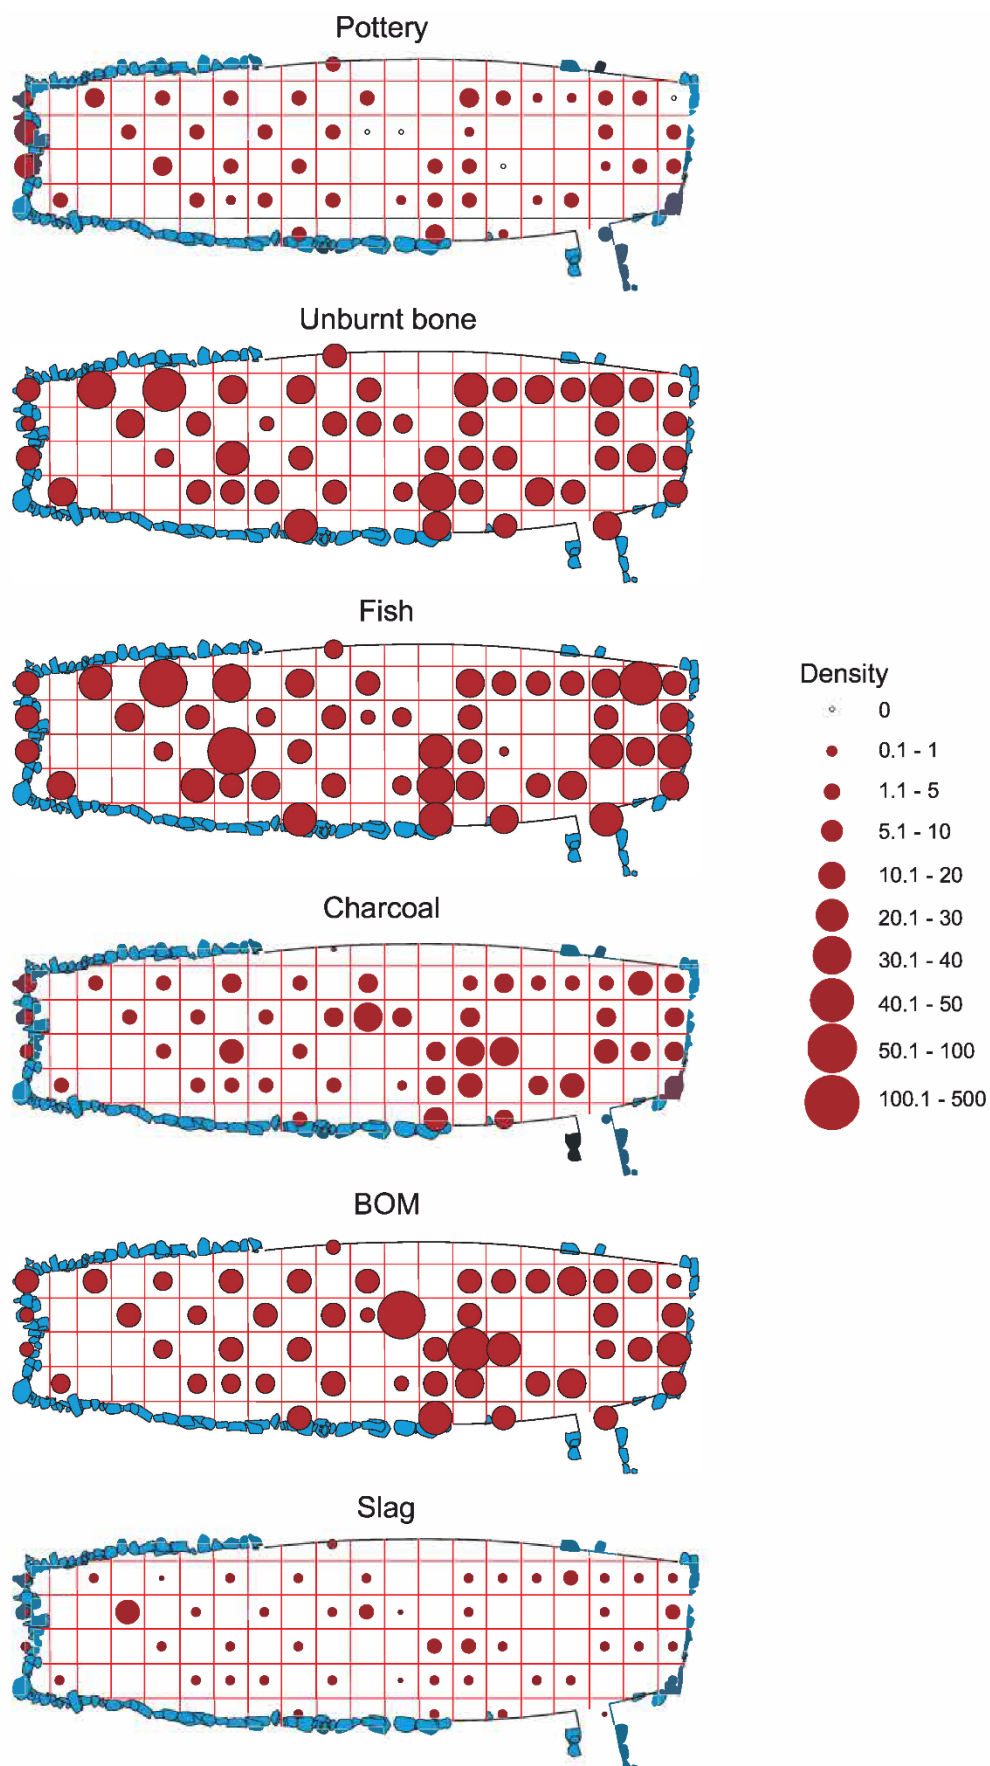 Pottery
Unburnt bone
Fish
Charcoal
BOM
Slag
Density
0
0.1 - 1
1.1 - 5
5.1 - 10
10.1 - 20
20.1 - 30
30.1 - 40
40.1 - 50
50.1 - 100
100.1 - 500